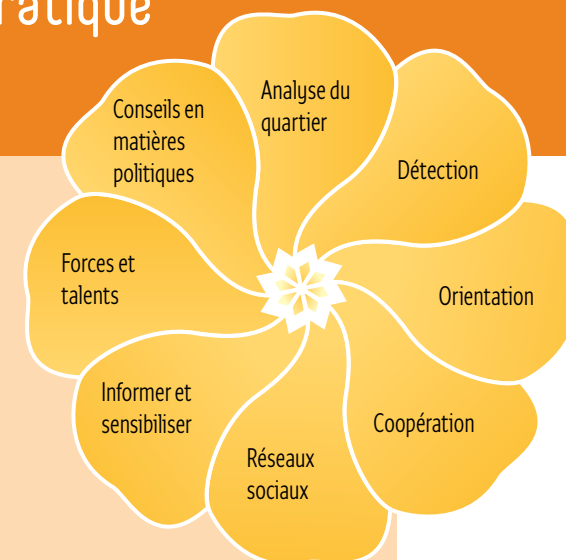 ratique
Analyse du
quartier
Détection
Orientation
Coopération
Réseaux
sociaux
Informer et
sensibiliser
Forces et
talents
Conseils en
matières
politiques